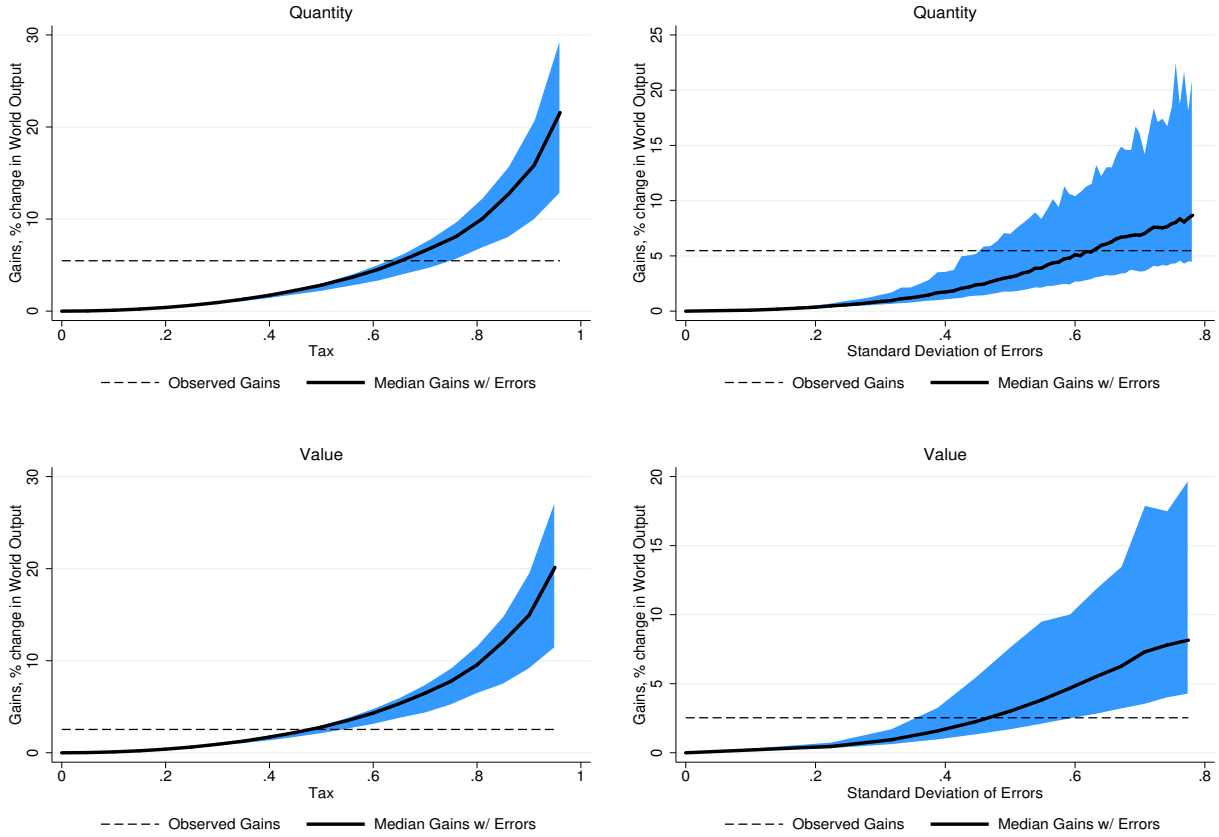 Quantity
Gains, % change in World Output
30
20
10
0
0 .2 .4 .6 .8 1
Tax
Observed Gains Median Gains w/ Errors
Quantity
Gains, % change in World Output
25
20
15
10
5
0
0 .2 .4 .6 .8
Standard Deviation of Errors
Observed Gains Median Gains w/ Errors
Value
Gains, % change in World Output
30
20
10
0
0 .2 .4 .6 .8 1
Tax
Observed Gains Median Gains w/ Errors
Value
Gains, % change in World Output
20
15
10
5
0
0 .2 .4 .6 .8
Standard Deviation of Errors
Observed Gains Median Gains w/ Errors